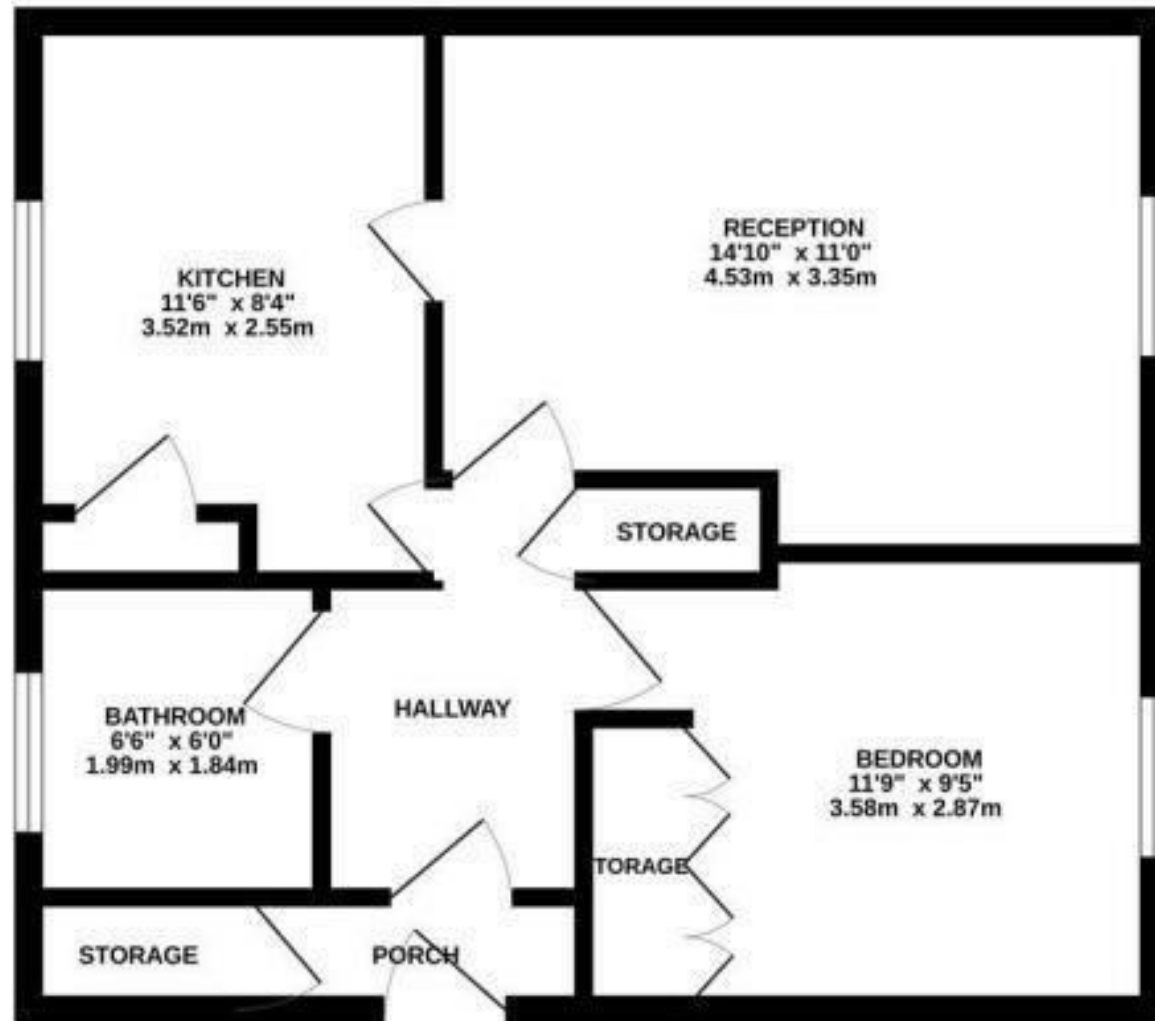 RECEPTION
14'10" x 11'0"
4.53m x 3.35m
KITCHEN
11'6" x 8'4"
3.52m x 2.55m
STORAGE
HALLWAY
BATHROOM
6'6" x 6'0"
1.99m x 1.84m
BEDROOM
11'9" x 9'5"
3.58m x 2.87m
TORAGE
STORAGE
PORCH